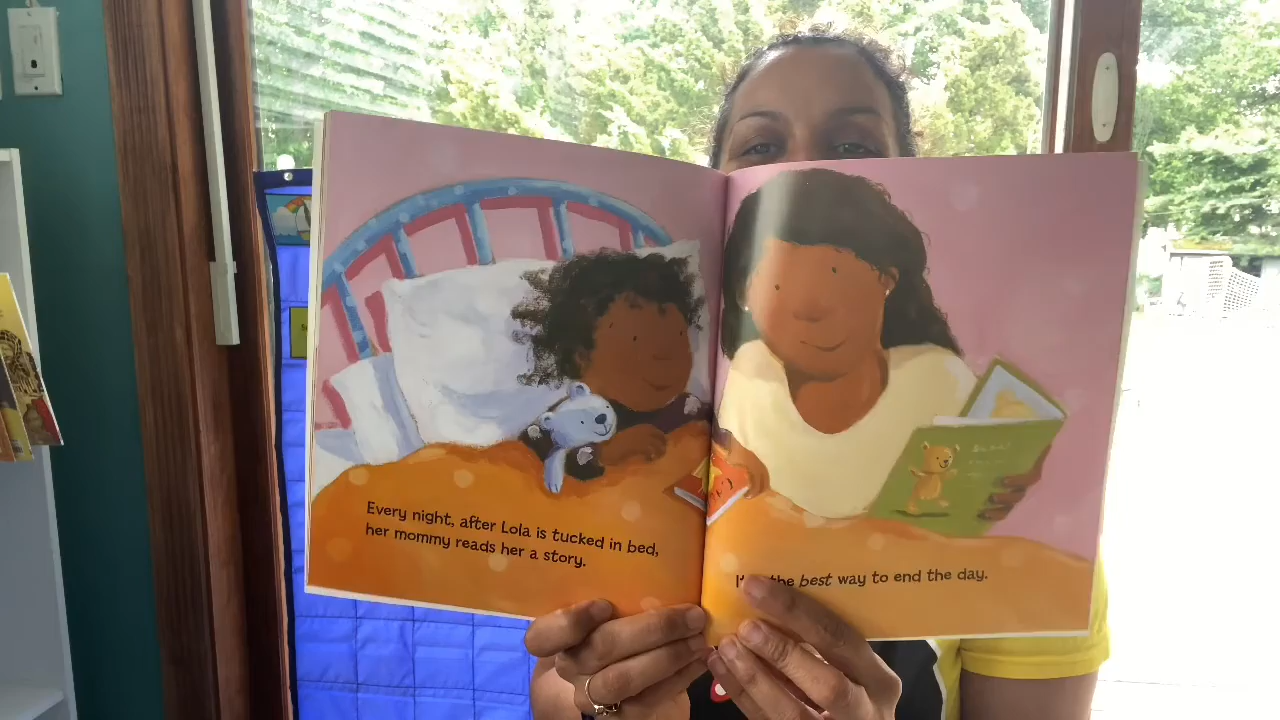 Every night, after Lola is tucked in bed,
her mommy reads her a story.
the best way to end the day.